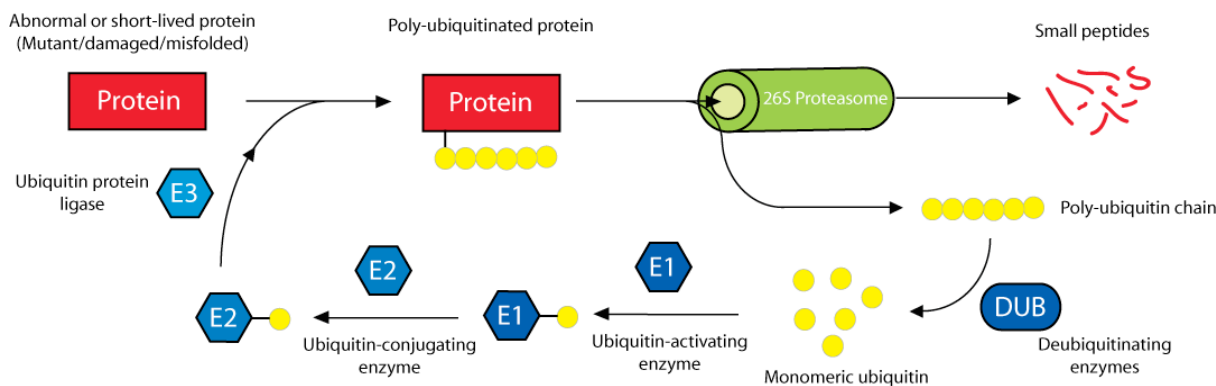 Abnormal or short-lived protein
(Mutant/damaged/misfolded)
Poly-ubiquitinated protein
Small peptides
Protein
Protein
26S Proteasome
Ubiquitin protein
ligase
E3
Poly-ubiquitin chain
E2
E1
E2
E1
DUB
Ubiquitin-conjugating
enzyme
Ubiquitin-activating
enzyme
Monomeric ubiquitin
Deubiquitinating
enzymes